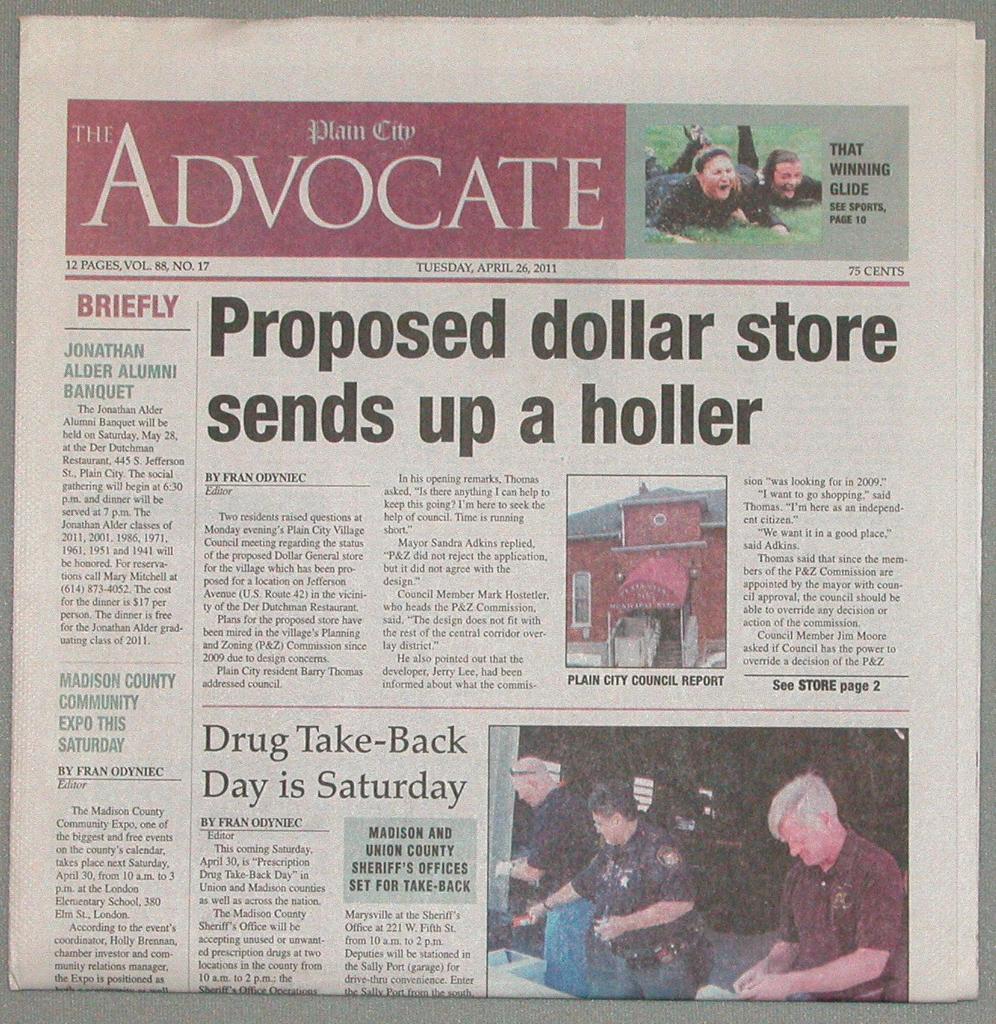 THE
Plain City
ADVOCATE
THAT
WINNING
GLIDE
SEE SPORTS,
PAGE 10
12 PAGES, VOL. 88, NO. 17
TUESDAY, APRIL 26, 2011
75 CENTS
BRIEFLY
JONATHAN
ALDER ALUMNI
BANQUET
The Jonathan Alder
Alumni Banquet will be
held on Saturday, May 28,
at the Der Dutchman
Restaurant, 445 S. Jefferson
St., Plain City. The social
gathering will begin at 6:30
p.m. and dinner will be
served at 7 p.m. The
Jonathan Alder classes of
2011, 2001, 1986, 1971,
1961, 1951 and 1941 will
be honored. For reserva-
tions call Mary Mitchell at
(614) 873-4052. The cost
for the dinner is $17 per
person. The dinner is free
for the Jonathan Alder grad-
uating class of 2011.
MADISON COUNTY
COMMUNITY
EXPO THIS
SATURDAY
BY FRAN ODYNIEC
Editor
The Madison County
Community Expo, one of
the biggest and free events
on the county's calendar,
takes place next Saturday,
April 30, from 10 a.m. to 3
p.m. at the London
Elementary School, 380
Elm St., London.
According to the event's
coordinator, Holly Brennan,
chamber investor and com-
munity relations manager,
the Expo is positioned as
both a community as well
Proposed dollar store
sends up a holler
BY FRAN ODYNIEC
Editor
Two residents raised questions at
Monday evening's Plain City Village
Council meeting regarding the status
of the proposed Dollar General store
for the village which has been pro-
posed for a location on Jefferson
Avenue (U.S. Route 42) in the vicini-
ty of the Der Dutchman Restaurant.
Plans for the proposed store have
been mired in the village's Planning
and Zoning (P&Z) Commission since
2009 due to design concerns.
Plain City resident Barry Thomas
addressed council.
In his opening remarks, Thomas
asked, "Is there anything I can help to
keep this going? I'm here to seek the
help of council. Time is running
short."
Mayor Sandra Adkins replied,
"P&Z did not reject the application,
but it did not agree with the
design."
Council Member Mark Hostetler,
who heads the P&Z Commission,
said, "The design does not fit with
the rest of the central corridor over-
lay district."
He also pointed out that the
developer, Jerry Lee, had been
informed about what the commis-
PLAIN CITY COUNCIL REPORT
sion "was looking for in 2009."
"I want to go shopping," said
Thomas. "I'm here as an independ-
ent citizen."
"We want it in a good place,"
said Adkins.
Thomas said that since the mem-
bers of the P&Z Commission are
appointed by the mayor with coun-
cil approval, the council should be
able to override any decision or
action of the commission.
Council Member Jim Moore
asked if Council has the power to
override a decision of the P&Z
See STORE page 2
Drug Take-Back
Day is Saturday
BY FRAN ODYNIEC
Editor
This coming Saturday,
April 30, is "Prescription
Drug Take-Back Day" in
Union and Madison counties
as well as across the nation.
The Madison County
Sheriff's Office will be
accepting unused or unwant-
ed prescription drugs at two
locations in the county from
10 a.m. to 2 p.m.; the
Sheriff's Office Operations
MADISON AND
UNION COUNTY
SHERIFF'S OFFICES
SET FOR TAKE-BACK
Marysville at the Sheriff's
Office at 221 W. Fifth St.
from 10 a.m. to 2 p.m.
Deputies will be stationed in
the Sally Port (garage) for
drive-thru convenience. Enter
the Sally Port from the south,